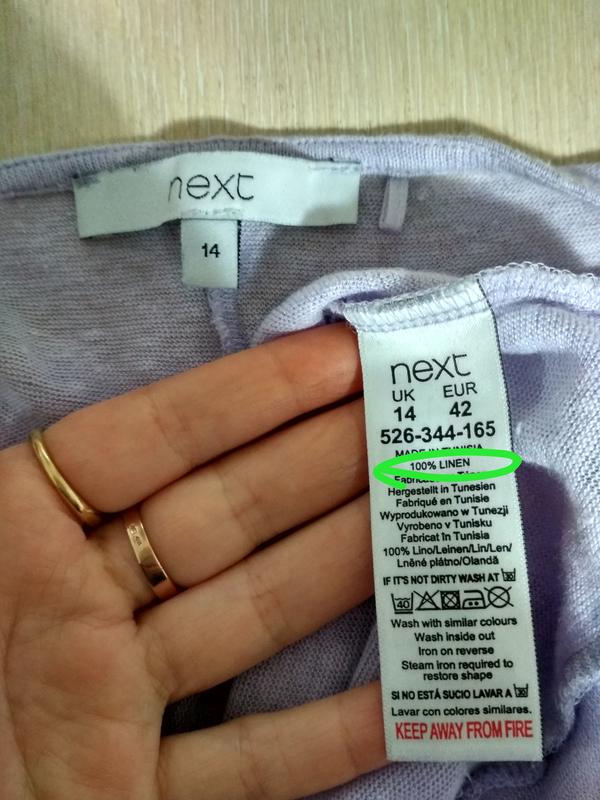 next
14
next
UK EUR
14 42
526-344-165
MADE IN TUNISIA
100% LINEN
Hergestellt in Tunesien
Fabriqué en Tunisie
Wyprodukowano w Tunezji
Vyrobeno v Tunisku
Fabricat în Tunisia
100% Lino/Leinen/Lin/Len/
Lněné plátno/Olandă
IF IT'S NOT DIRTY WASH AT 30
40
Wash with similar colours
Wash inside out
Iron on reverse
Steam iron required to
restore shape
SI NO ESTÁ SUCIO LAVAR A 30
Lavar con colores similares.
KEEP AWAY FROM FIRE